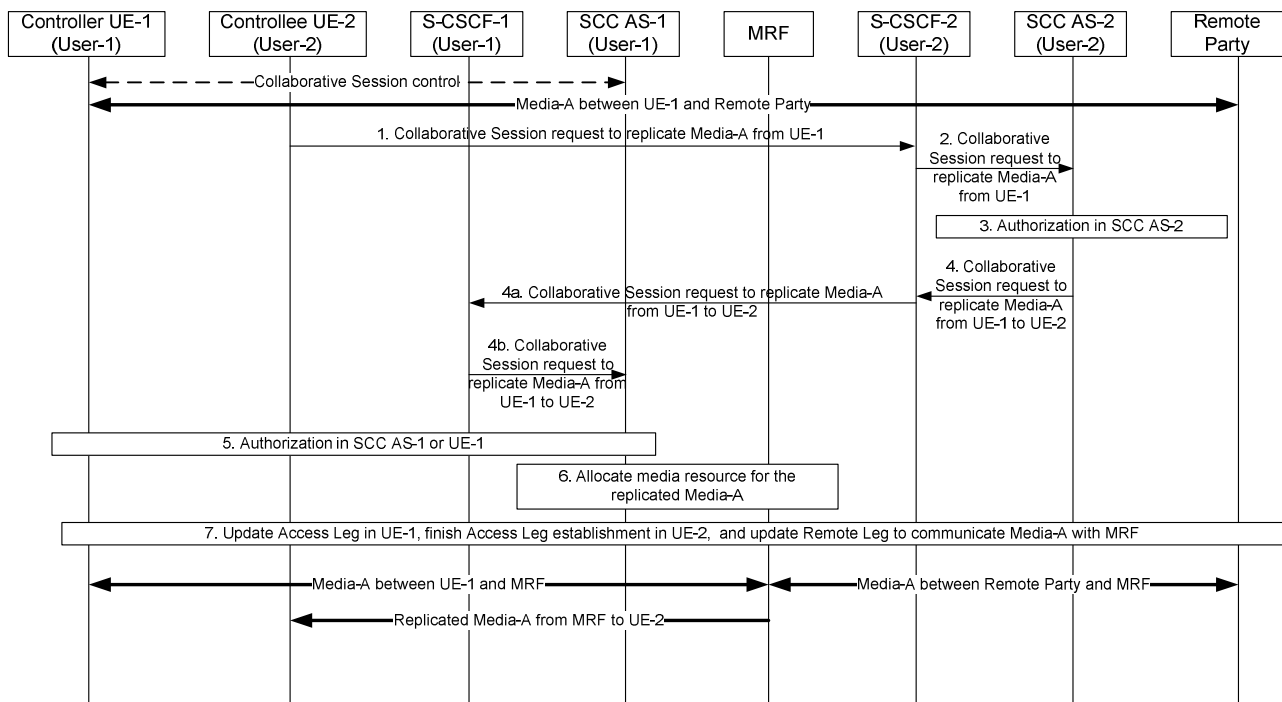 Controller UE-1
(User-1)
Controllee UE-2
(User-2)
S-CSCF-1
(User-1)
SCC AS-1
(User-1)
MRF
S-CSCF-2
(User-2)
SCC AS-2
(User-2)
Remote
Party
Collaborative Session control
Media-A between UE-1 and Remote Party
1. Collaborative Session request to replicate Media-A from UE-1
2. Collaborative
Session request to
replicate Media-A
from UE-1
3. Authorization in SCC AS-2
4. Collaborative
Session request to
replicate Media-A
from UE-1 to UE-2
4a. Collaborative Session request to replicate Media-A
from UE-1 to UE-2
4b. Collaborative
Session request to
replicate Media-A from
UE-1 to UE-2
5. Authorization in SCC AS-1 or UE-1
6. Allocate media resource for the
replicated Media-A
7. Update Access Leg in UE-1, finish Access Leg establishment in UE-2, and update Remote Leg to communicate Media-A with MRF
Media-A between UE-1 and MRF
Media-A between Remote Party and MRF
Replicated Media-A from MRF to UE-2